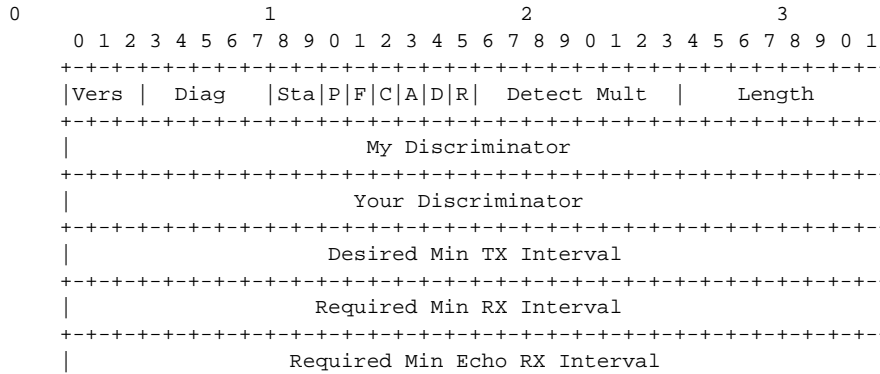 0                   1                   2                   3
     0 1 2 3 4 5 6 7 8 9 0 1 2 3 4 5 6 7 8 9 0 1 2 3 4 5 6 7 8 9 0 1
    +-+-+-+-+-+-+-+-+-+-+-+-+-+-+-+-+-+-+-+-+-+-+-+-+-+-+-+-+-+-+-+-
    |Vers |  Diag   |Sta|P|F|C|A|D|R|  Detect Mult  |    Length
    +-+-+-+-+-+-+-+-+-+-+-+-+-+-+-+-+-+-+-+-+-+-+-+-+-+-+-+-+-+-+-+-
    |                       My Discriminator
    +-+-+-+-+-+-+-+-+-+-+-+-+-+-+-+-+-+-+-+-+-+-+-+-+-+-+-+-+-+-+-+-
    |                      Your Discriminator
    +-+-+-+-+-+-+-+-+-+-+-+-+-+-+-+-+-+-+-+-+-+-+-+-+-+-+-+-+-+-+-+-
    |                    Desired Min TX Interval
    +-+-+-+-+-+-+-+-+-+-+-+-+-+-+-+-+-+-+-+-+-+-+-+-+-+-+-+-+-+-+-+-
    |                   Required Min RX Interval
    +-+-+-+-+-+-+-+-+-+-+-+-+-+-+-+-+-+-+-+-+-+-+-+-+-+-+-+-+-+-+-+-
    |                 Required Min Echo RX Interval